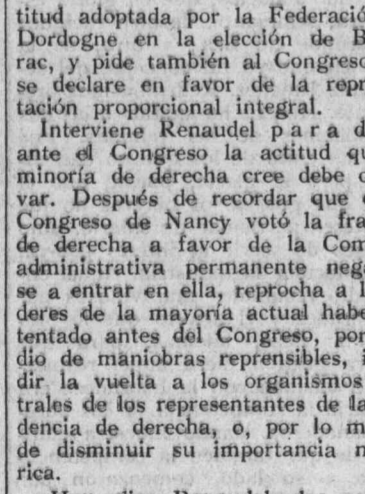 titud adoptada por la Federació
Dordogne en la elección de B
rac, y pide también al Congreso
se declare en favor de la repr
tación proporcional integral.
Interviene Renaudel para d
ante el Congreso la actitud qu
minoría de derecha cree debe
var. Después de recordar que
Congreso de Nancy votó la fra
de derecha a favor de la Com
administrativa permanente neg
se a entrar en ella, reprocha a l
deres de la mayoría actual habe
tentado antes del Congreso, por
dio de maniobras reprensibles, i
dir la vuelta a los organismos
trales de los representantes de la
dencia de derecha, o, por lo m
de disminuir su importancia n
rica.